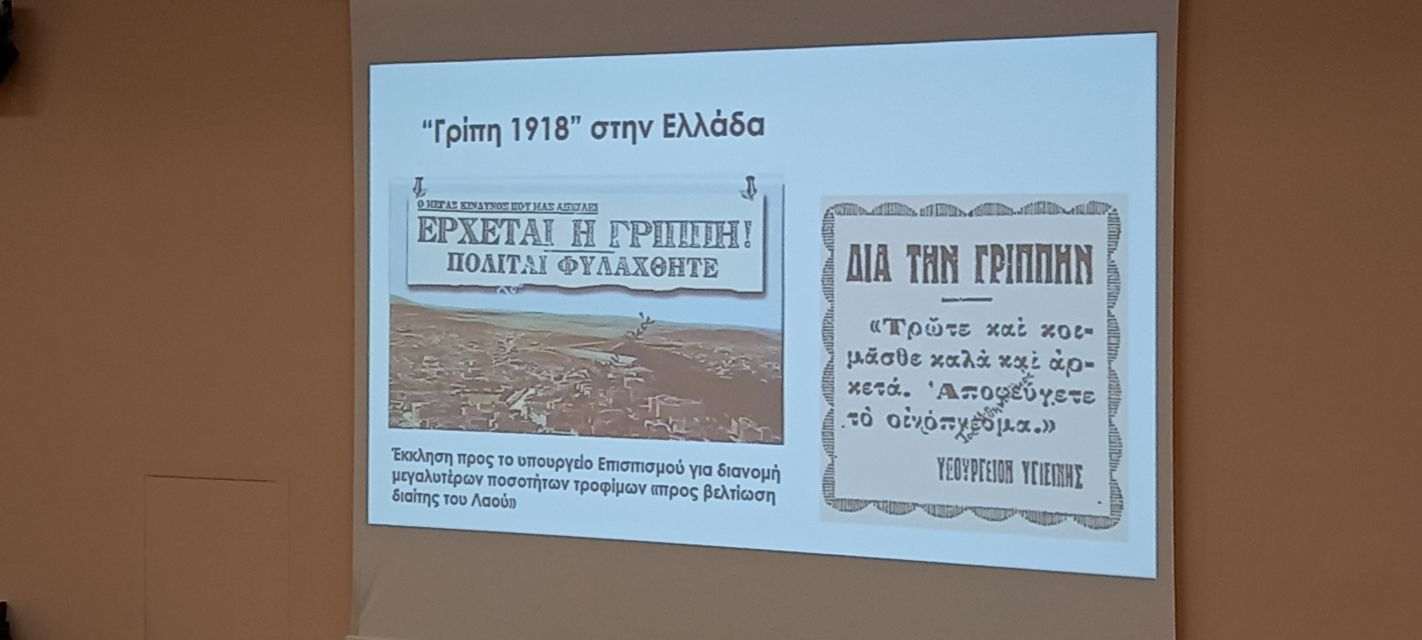 “Γρίπη 1918” στην Ελλάδα
Ο ΜΕΓΑΣ ΚΙΝΔΥΝΟΣ ΠΟΥ ΜΑΣ ΑΠΕΙΛΕΙ
ΕΡΧΕΤΑΙ Η ΓΡΙΠΠΗ!
ΠΟΛΙΤΑΙ ΦΥΛΑΧΘΗΤΕ
Έκκληση προς το υπουργείο Επισιτισμού για διανομή
μεγαλυτέρων ποσοτήτων τροφίμων «προς βελτίωση
διαίτης του Λαού»
ΔΙΑ ΤΗΝ ΓΡΙΠΠΗΝ
«Τρῶτε καὶ κοι-
μᾶσθε καλὰ καὶ ἀρ-
κετά. Ἀποφεύγετε
τὸ οἰνόπνευμα.»
ΥΠΟΥΡΓΕΙΟΝ ΥΓΙΕΙΝΗΣ